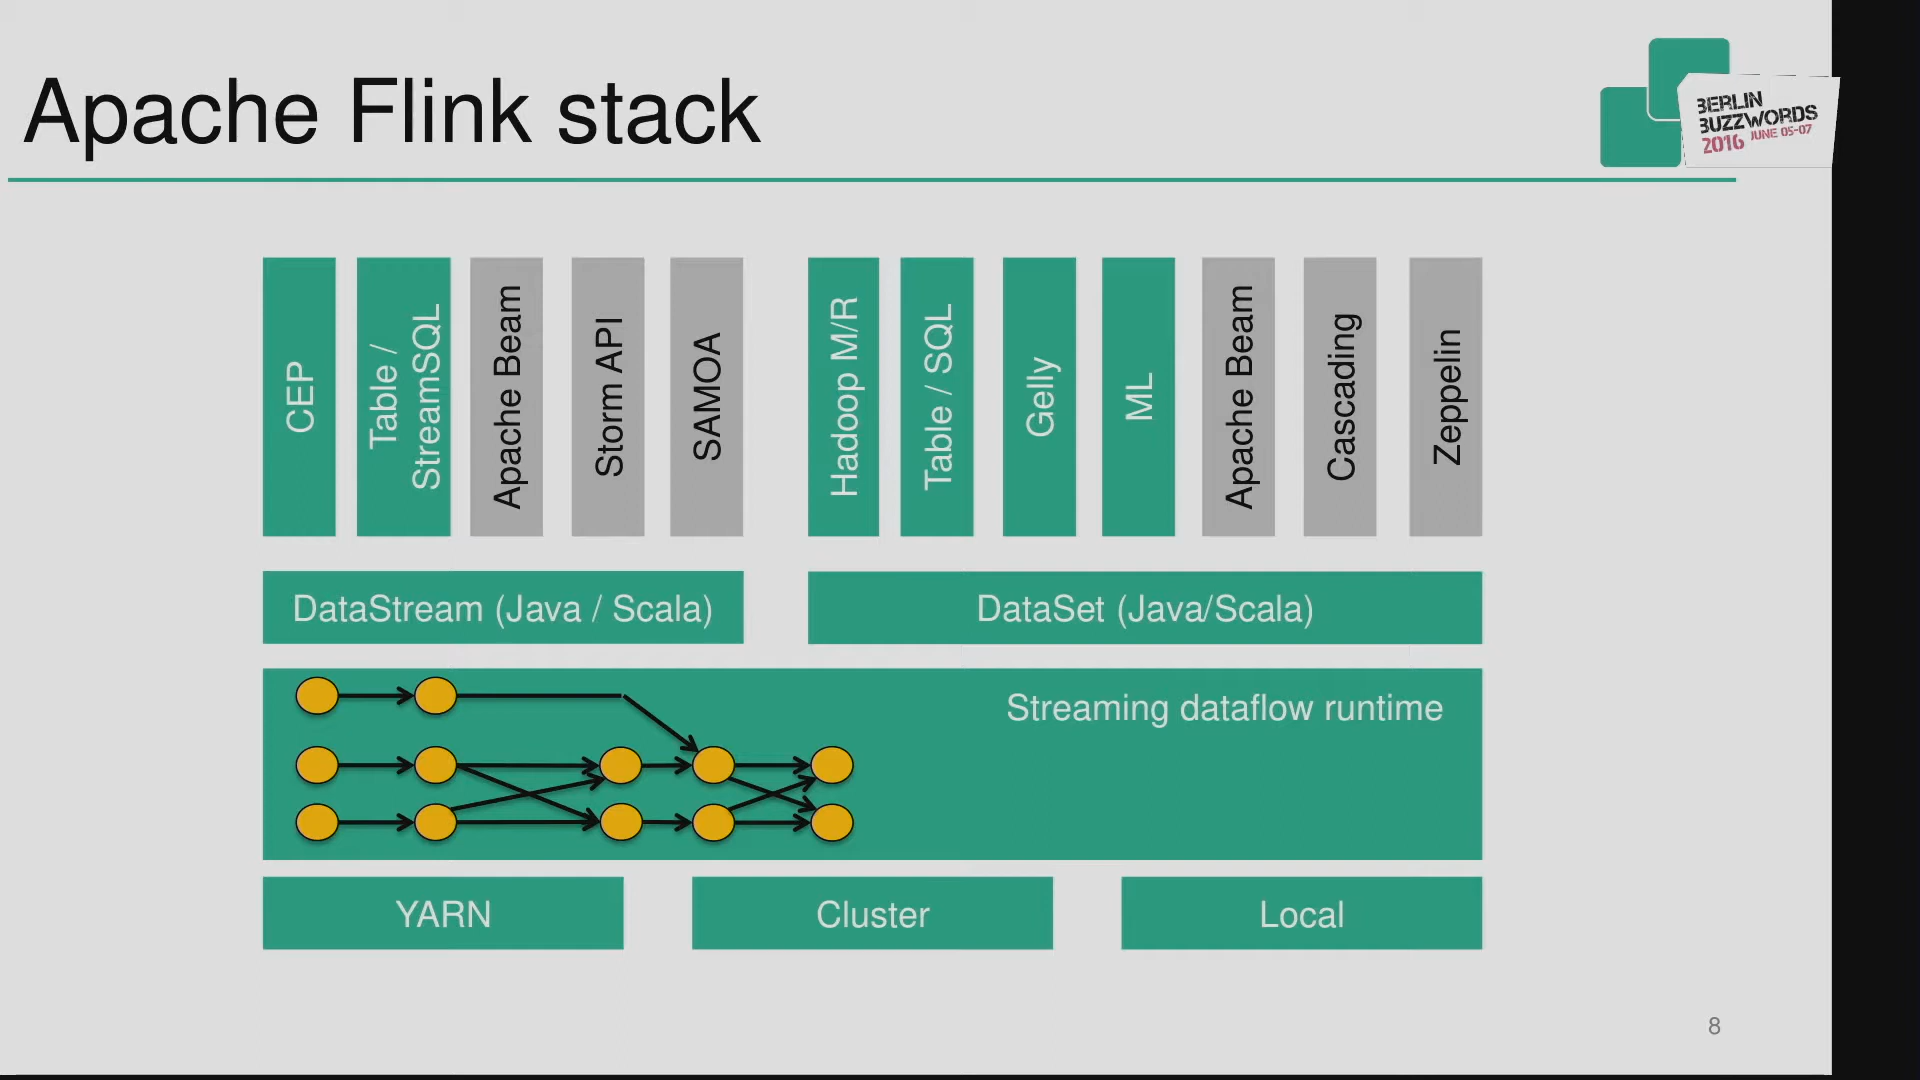 Apache Flink stack
BERLIN
BUZZWORDS
2016 JUNE 05-07
CEP
Table /
StreamSQL
Apache Beam
Storm API
SAMOA
Hadoop M/R
Table / SQL
Gelly
ML
Apache Beam
Cascading
Zeppelin
DataStream (Java / Scala)
DataSet (Java/Scala)
Streaming dataflow runtime
YARN
Cluster
Local
8